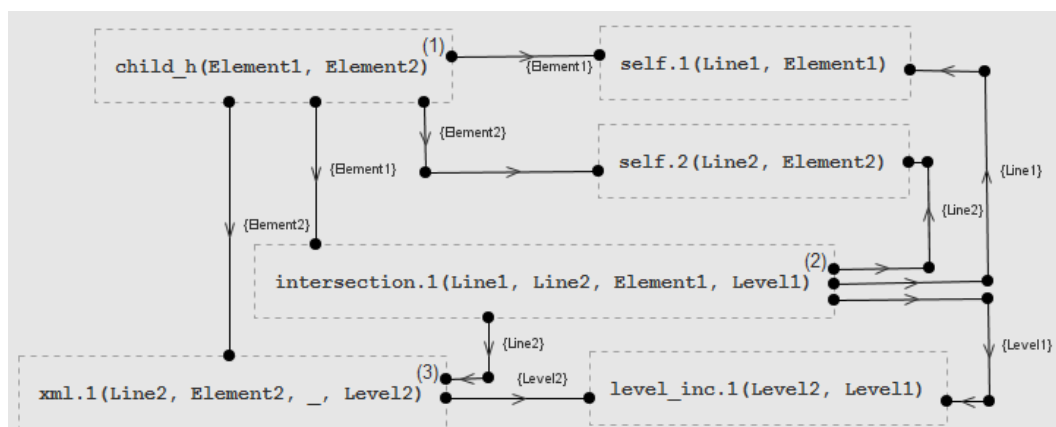 (1)
child_h(Element1, Element2)
{Element1}
self.1(Line1, Element1)
{Element2}
self.2(Line2, Element2)
{Element1}
{Line1}
{Line2}
{Element2}
(2)
intersection.1(Line1, Line2, Element1, Level1)
{Line2}
{Level1}
(3)
{Level2}
xml.1(Line2, Element2, _, Level2)
level_inc.1(Level2, Level1)